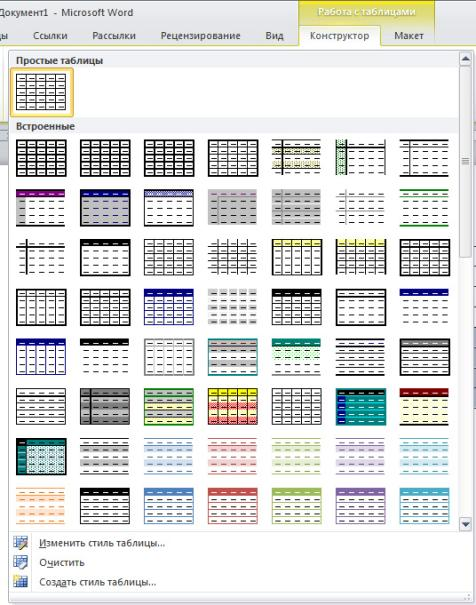 Документ1 - Microsoft Word
Работа с таблицами
Ссылки Рассылки Рецензирование Вид Конструктор Макет
Простые таблицы
Встроенные
Изменить стиль таблицы...
Очистить
Создать стиль таблицы...